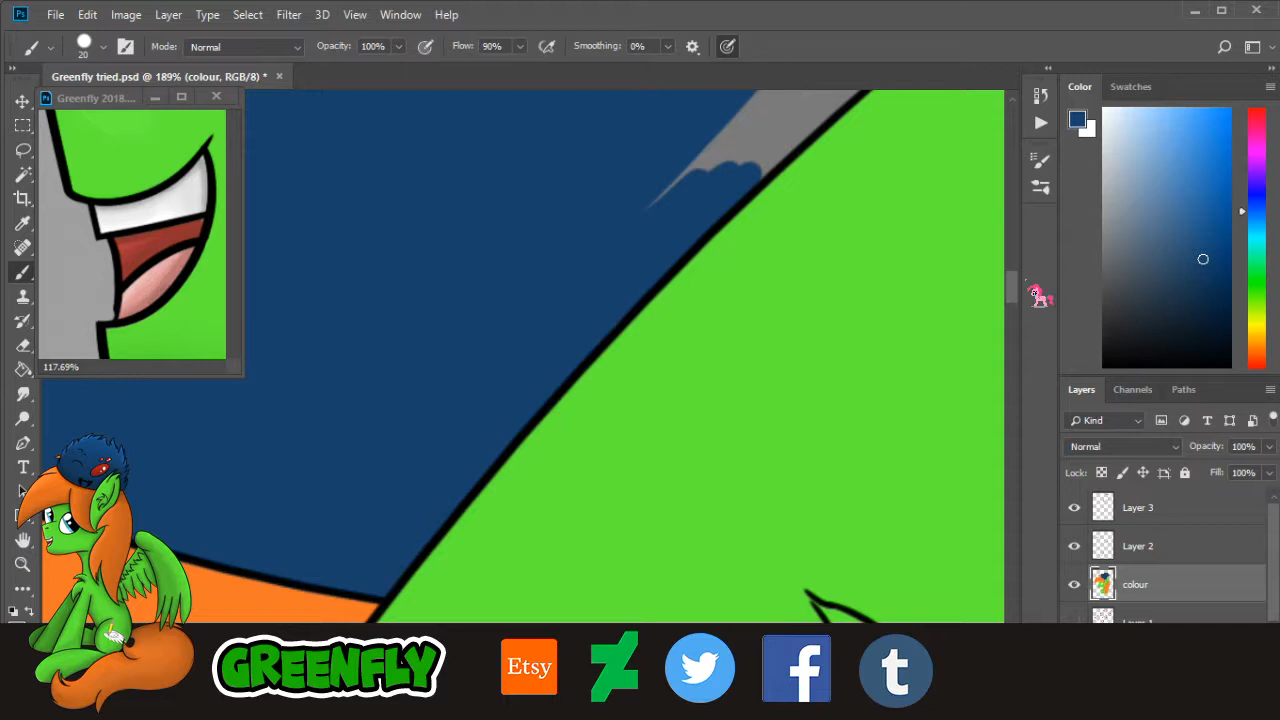 Ps File Edit Image Layer Type Select Filter 3D View Window Help
20 Mode: Normal Opacity: 100% Flow: 90% Smoothing: 0%
Greenfly tried.psd @ 189% (colour, RGB/8) *
Greenfly 2018....
117.69%
Color Swatches
Layers Channels Paths
Kind
Normal Opacity: 100%
Lock: Fill: 100%
Layer 3
Layer 2
colour
GREENFLY
Etsy
f
t